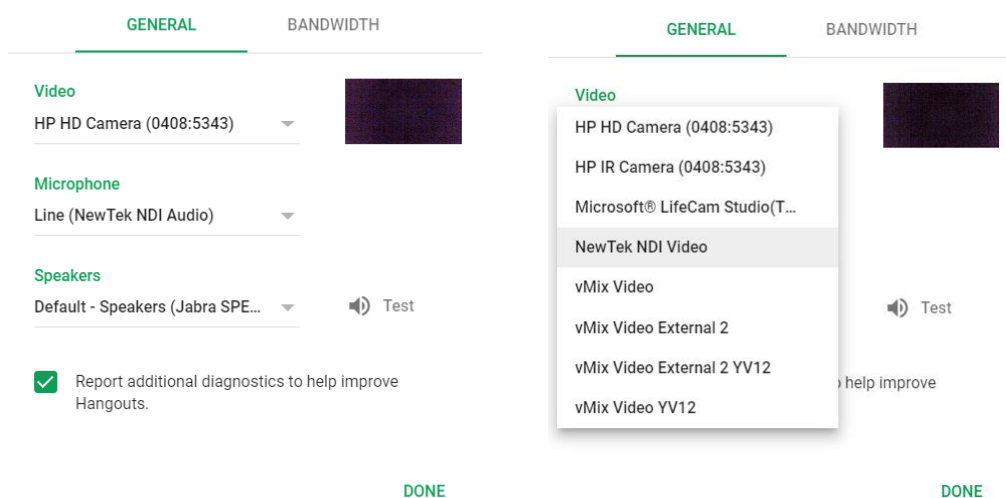 GENERAL BANDWIDTH
Video
HP HD Camera (0408:5343)
Microphone
Line (NewTek NDI Audio)
Speakers
Default - Speakers (Jabra SPE...
Test
Report additional diagnostics to help improve
Hangouts.
DONE
GENERAL BANDWIDTH
Video
HP HD Camera (0408:5343)
HP IR Camera (0408:5343)
Microsoft® LifeCam Studio(T...
NewTek NDI Video
vMix Video
vMix Video External 2
vMix Video External 2 YV12
vMix Video YV12
Test
help improve
DONE